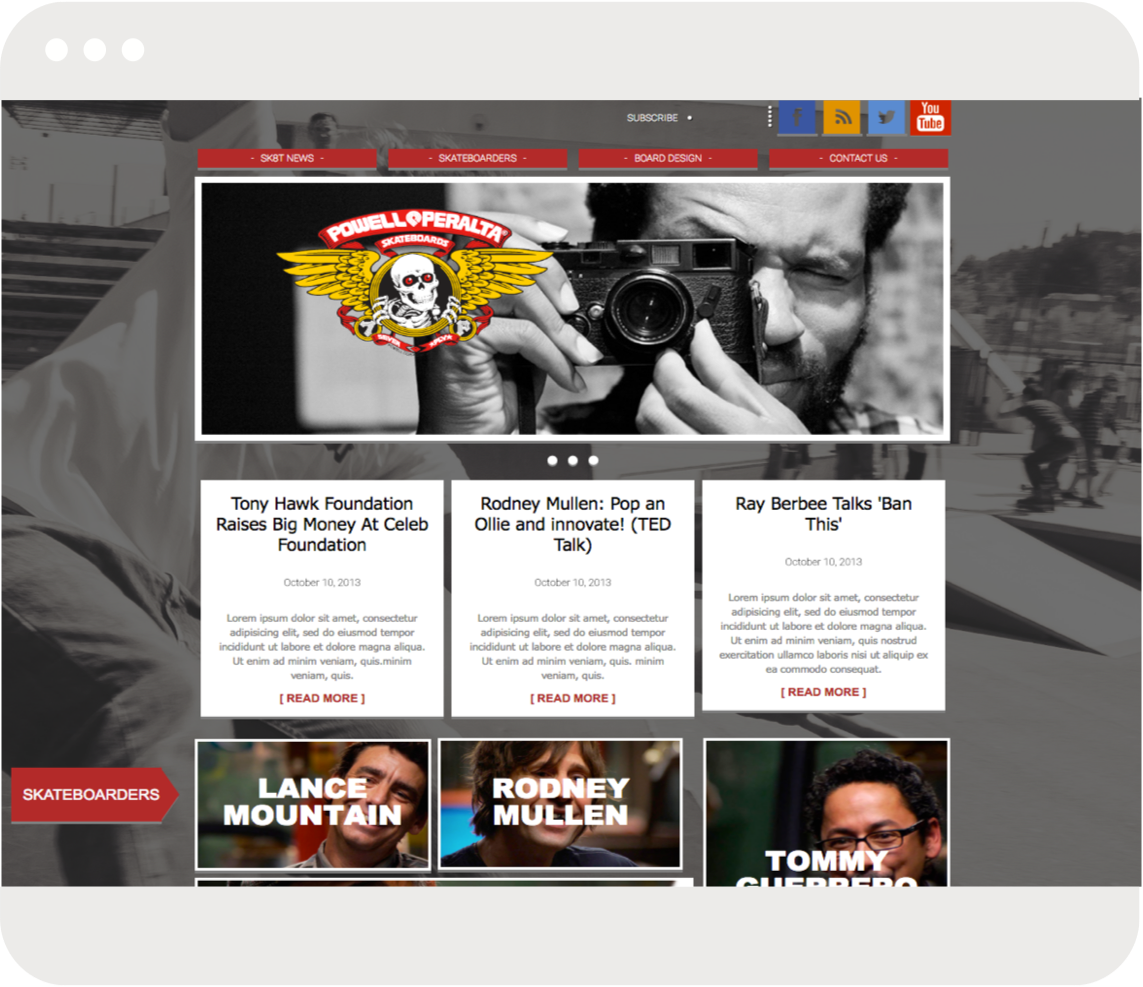 SUBSCRIBE
You
Tube
- SK8T NEWS -
- SKATEBOARDERS -
- BOARD DESIGN -
- CONTACT US -
POWELL PERALTA
SKATEBOARDS
Tony Hawk Foundation
Raises Big Money At Celeb
Foundation
October 10, 2013
Lorem ipsum dolor sit amet, consectetur
adipisicing elit, sed do eiusmod tempor
incididunt ut labore et dolore magna aliqua.
Ut enim ad minim veniam, quis.minim
veniam, quis.
[ READ MORE ]
Rodney Mullen: Pop an
Ollie and innovate! (TED
Talk)
October 10, 2013
Lorem ipsum dolor sit amet, consectetur
adipisicing elit, sed do eiusmod tempor
incididunt ut labore et dolore magna aliqua.
Ut enim ad minim veniam, quis. minim
veniam, quis.
[ READ MORE ]
Ray Berbee Talks 'Ban
This'
October 10, 2013
Lorem ipsum dolor sit amet, consectetur
adipisicing elit, sed do eiusmod tempor
incididunt ut labore et dolore magna aliqua.
Ut enim ad minim veniam, quis nostrud
exercitation ullamco laboris nisi ut aliquip ex
ea commodo consequat.
[ READ MORE ]
SKATEBOARDERS
LANCE
MOUNTAIN
RODNEY
MULLEN
TOMMY
GUERRERO